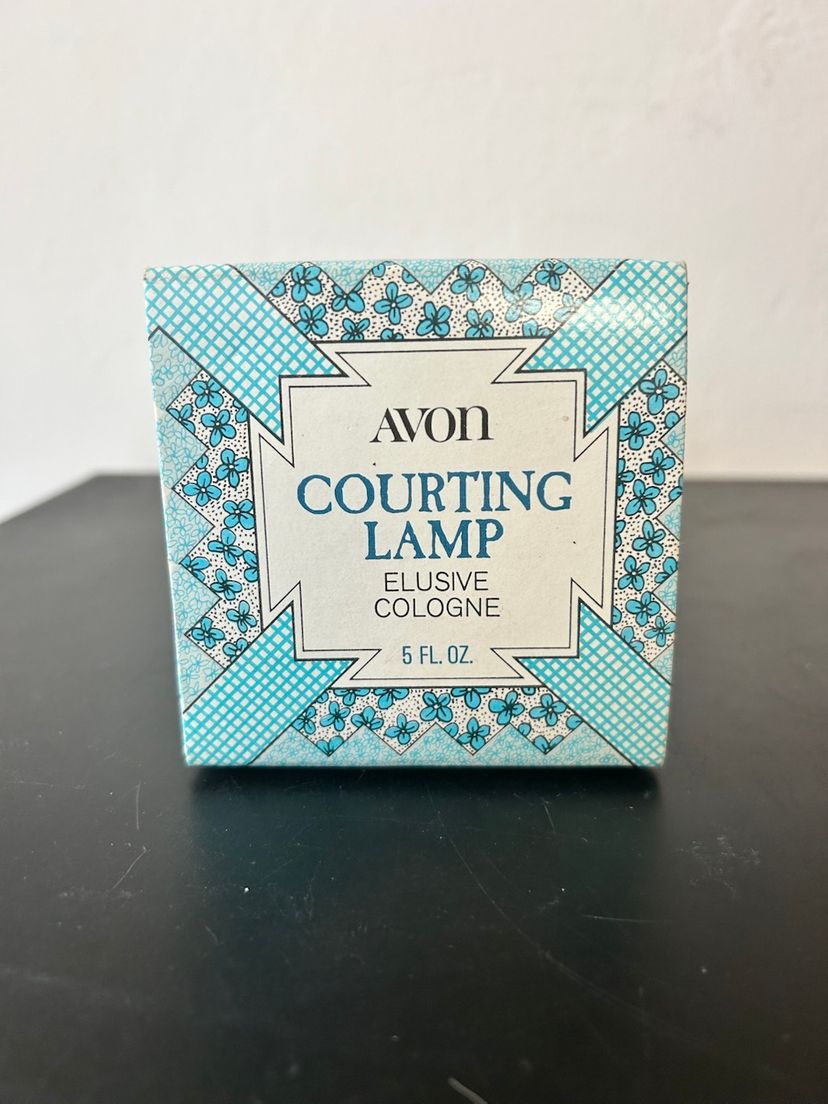 AVON
COURTING
LAMP
ELUSIVE
COLOGNE
5 FL. OZ.